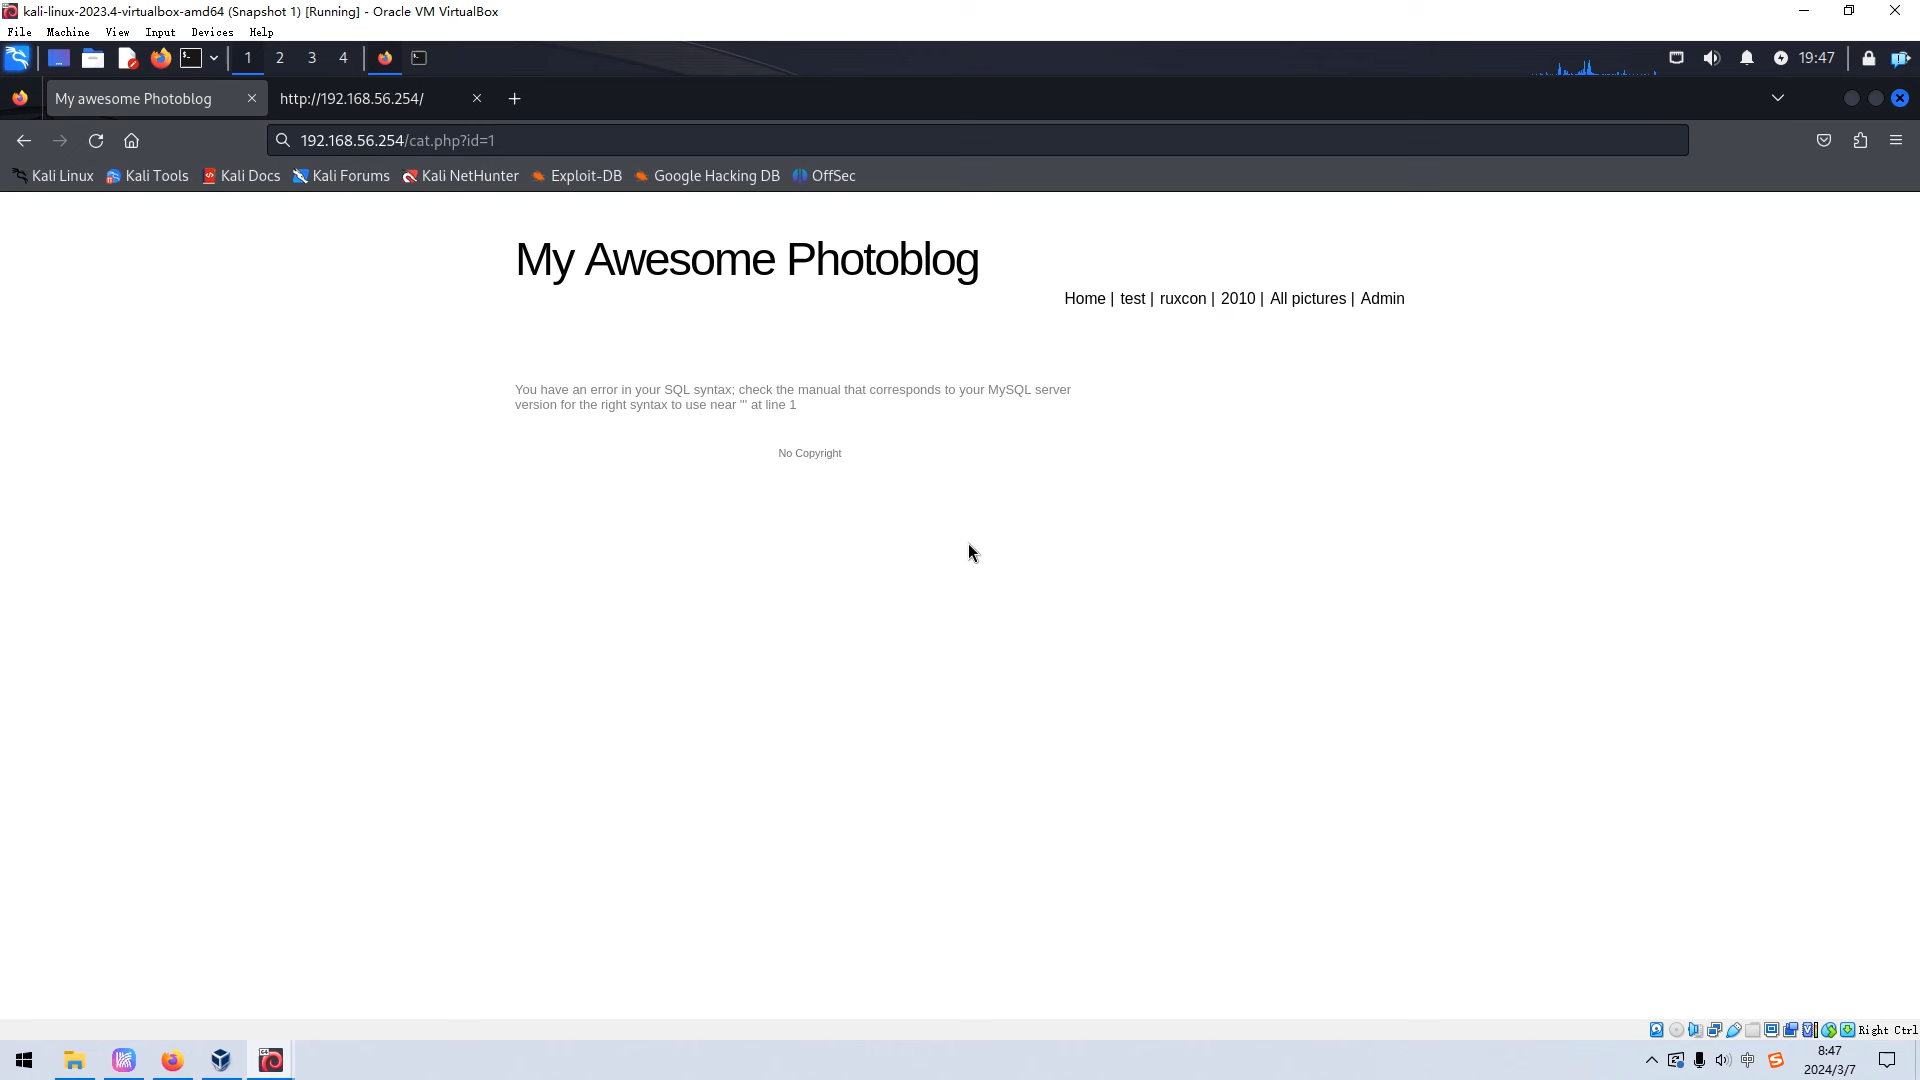 kali-linux-2023.4-virtualbox-amd64 (Snapshot 1) [Running] - Oracle VM VirtualBox
File Machine View Input Devices Help
1 2 3 4 19:47
My awesome Photoblog http://192.168.56.254/
192.168.56.254/cat.php?id=1
Kali Linux Kali Tools Kali Docs Kali Forums Kali NetHunter Exploit-DB Google Hacking DB OffSec
My Awesome Photoblog
Home | test | ruxcon | 2010 | All pictures | Admin
You have an error in your SQL syntax; check the manual that corresponds to your MySQL server
version for the right syntax to use near ''' at line 1
No Copyright
Right Ctrl
中
8:47
2024/3/7